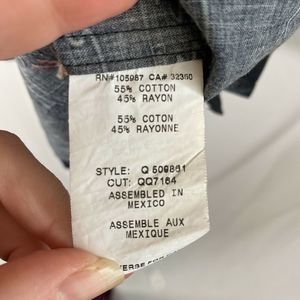 RN#105987 CA# 32350
55% COTTON
45% RAYON
55% COTON
45% RAYONNE
STYLE: Q 509861
CUT: QQ7164
ASSEMBLED IN
MEXICO
ASSEMBLE AUX
MEXIQUE